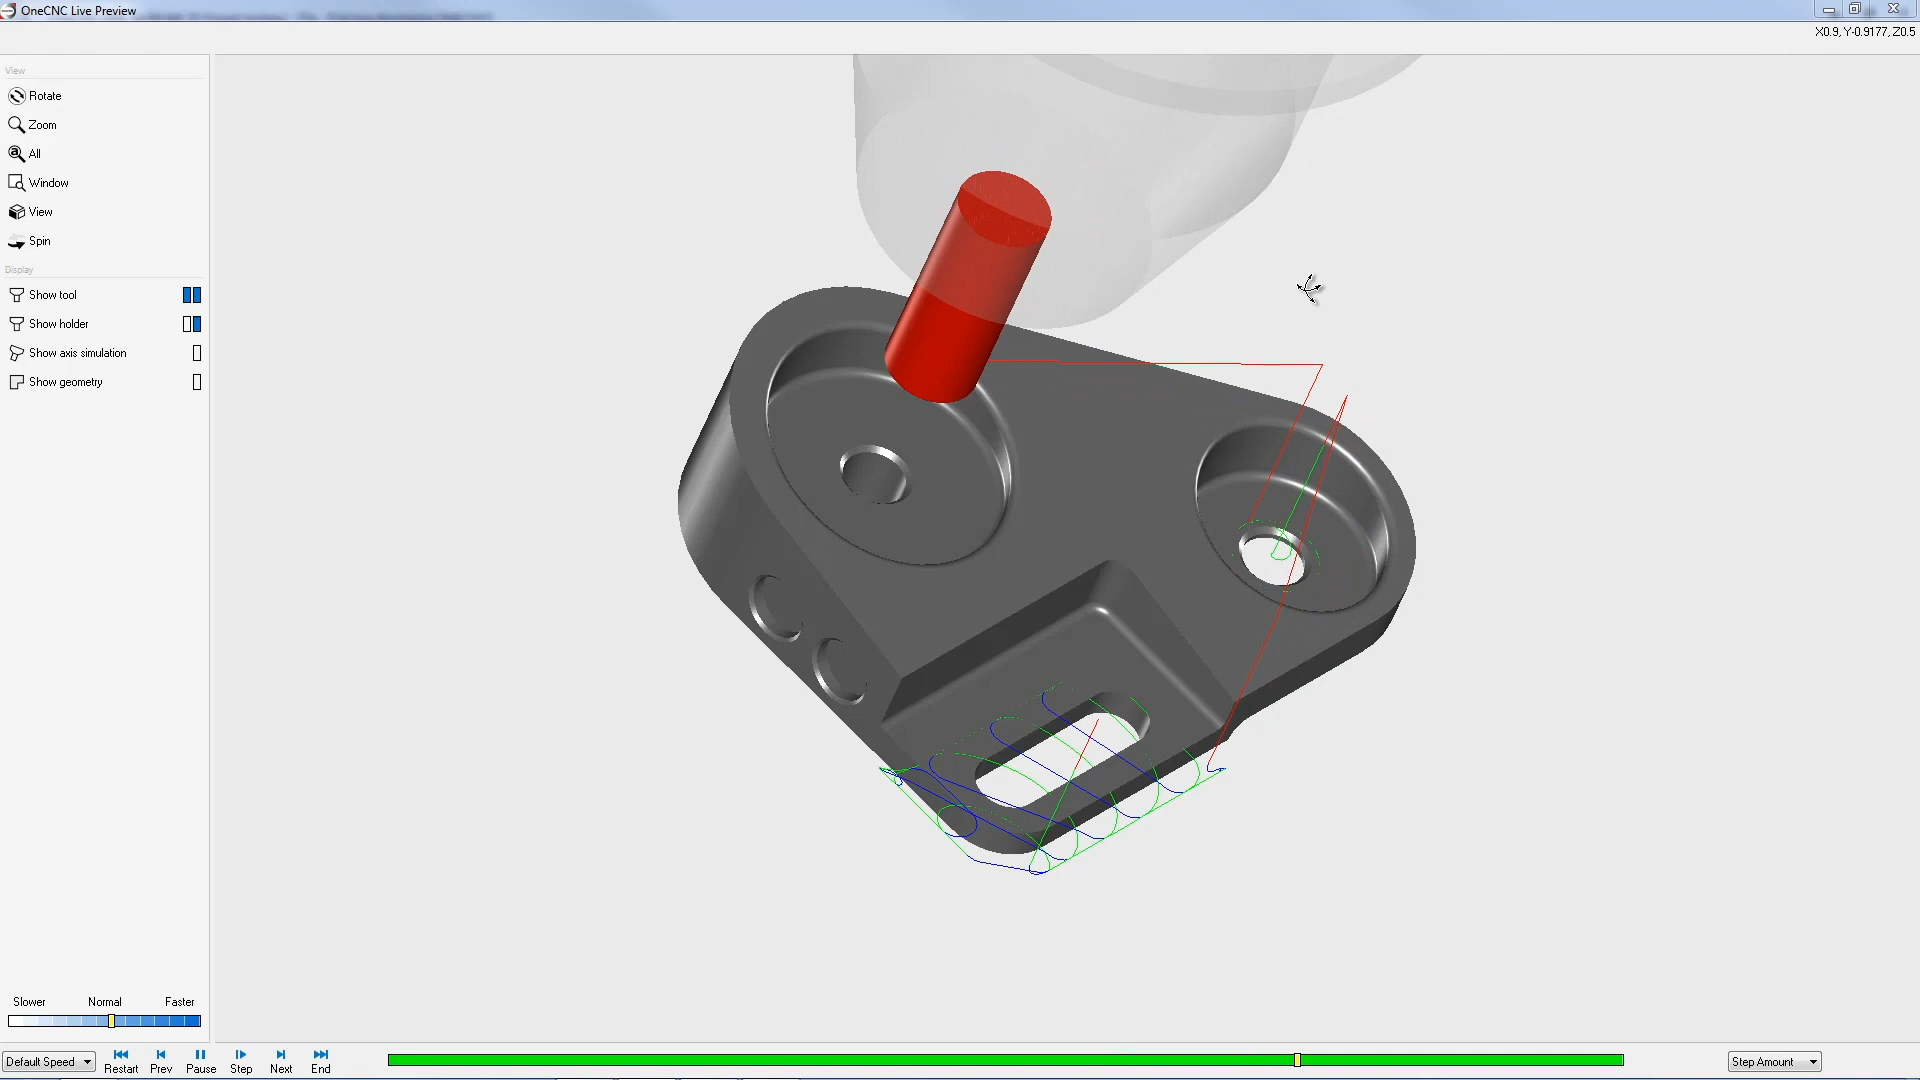 OneCNC Live Preview
X0.9, Y-0.9177, Z0.5
View
Rotate
Zoom
All
Window
View
Spin
Display
Show tool
Show holder
Show axis simulation
Show geometry
Slower Normal Faster
Default Speed
Restart Prev Pause Step Next End
Step Amount